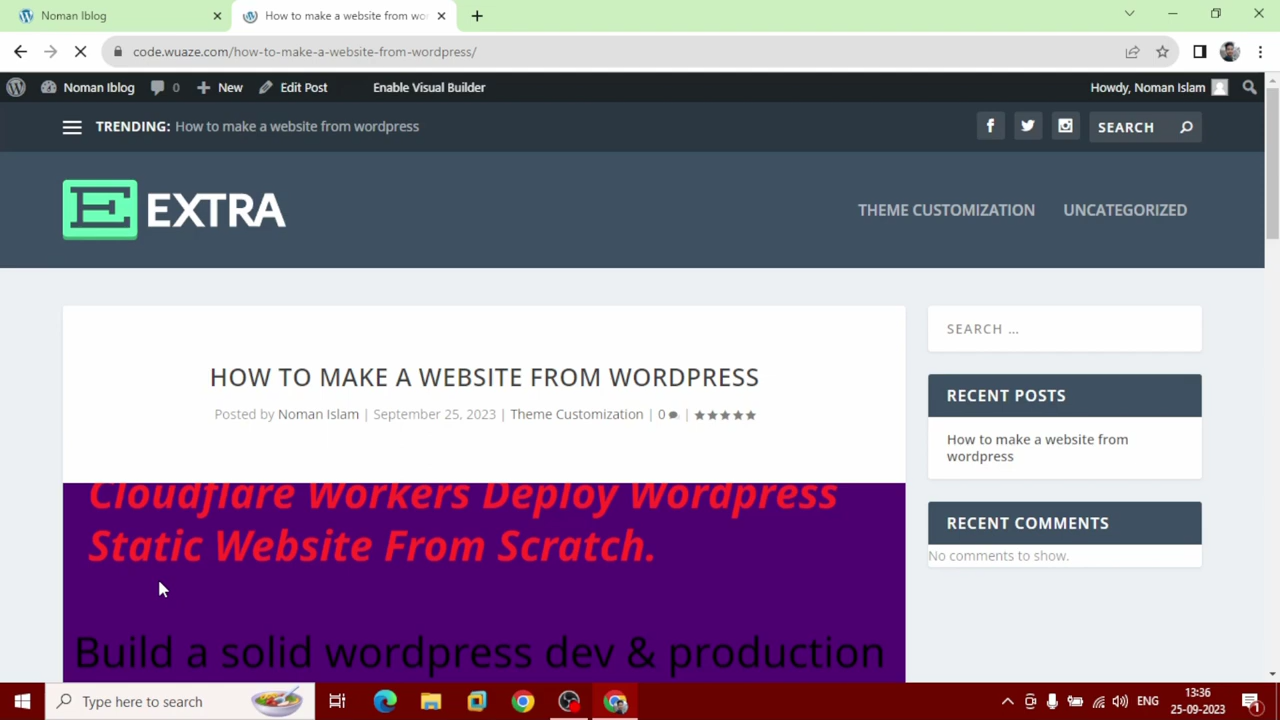 Noman Iblog
How to make a website from wor
code.wuaze.com/how-to-make-a-website-from-wordpress/
Noman Iblog 0 New Edit Post Enable Visual Builder Howdy, Noman Islam
TRENDING: How to make a website from wordpress SEARCH
E EXTRA
THEME CUSTOMIZATION UNCATEGORIZED
HOW TO MAKE A WEBSITE FROM WORDPRESS
Posted by Noman Islam | September 25, 2023 | Theme Customization | 0 |
Cloudflare Workers Deploy Wordpress
Static Website From Scratch.
Build a solid wordpress dev & production
SEARCH …
RECENT POSTS
How to make a website from
wordpress
RECENT COMMENTS
No comments to show.
Type here to search
ENG
13:36
25-09-2023
1